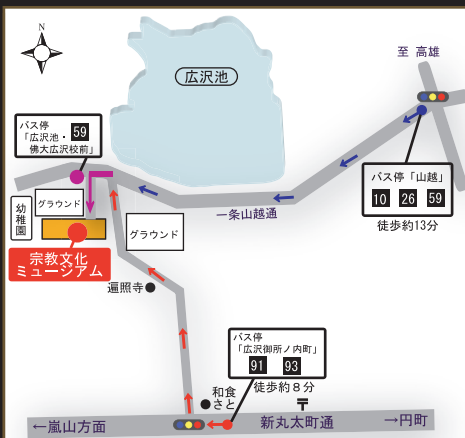 N
広沢池
至 高雄
バス停
「広沢池・
佛大広沢校前」
59
バス停「山越」
10 26 59
徒歩約13分
幼稚園
グラウンド
グラウンド
一条山越通
宗教文化
ミュージアム
遍照寺
バス停
「広沢御所ノ内町」
91 93
徒歩約8分
和食
さと
←嵐山方面
新丸太町通
→円町